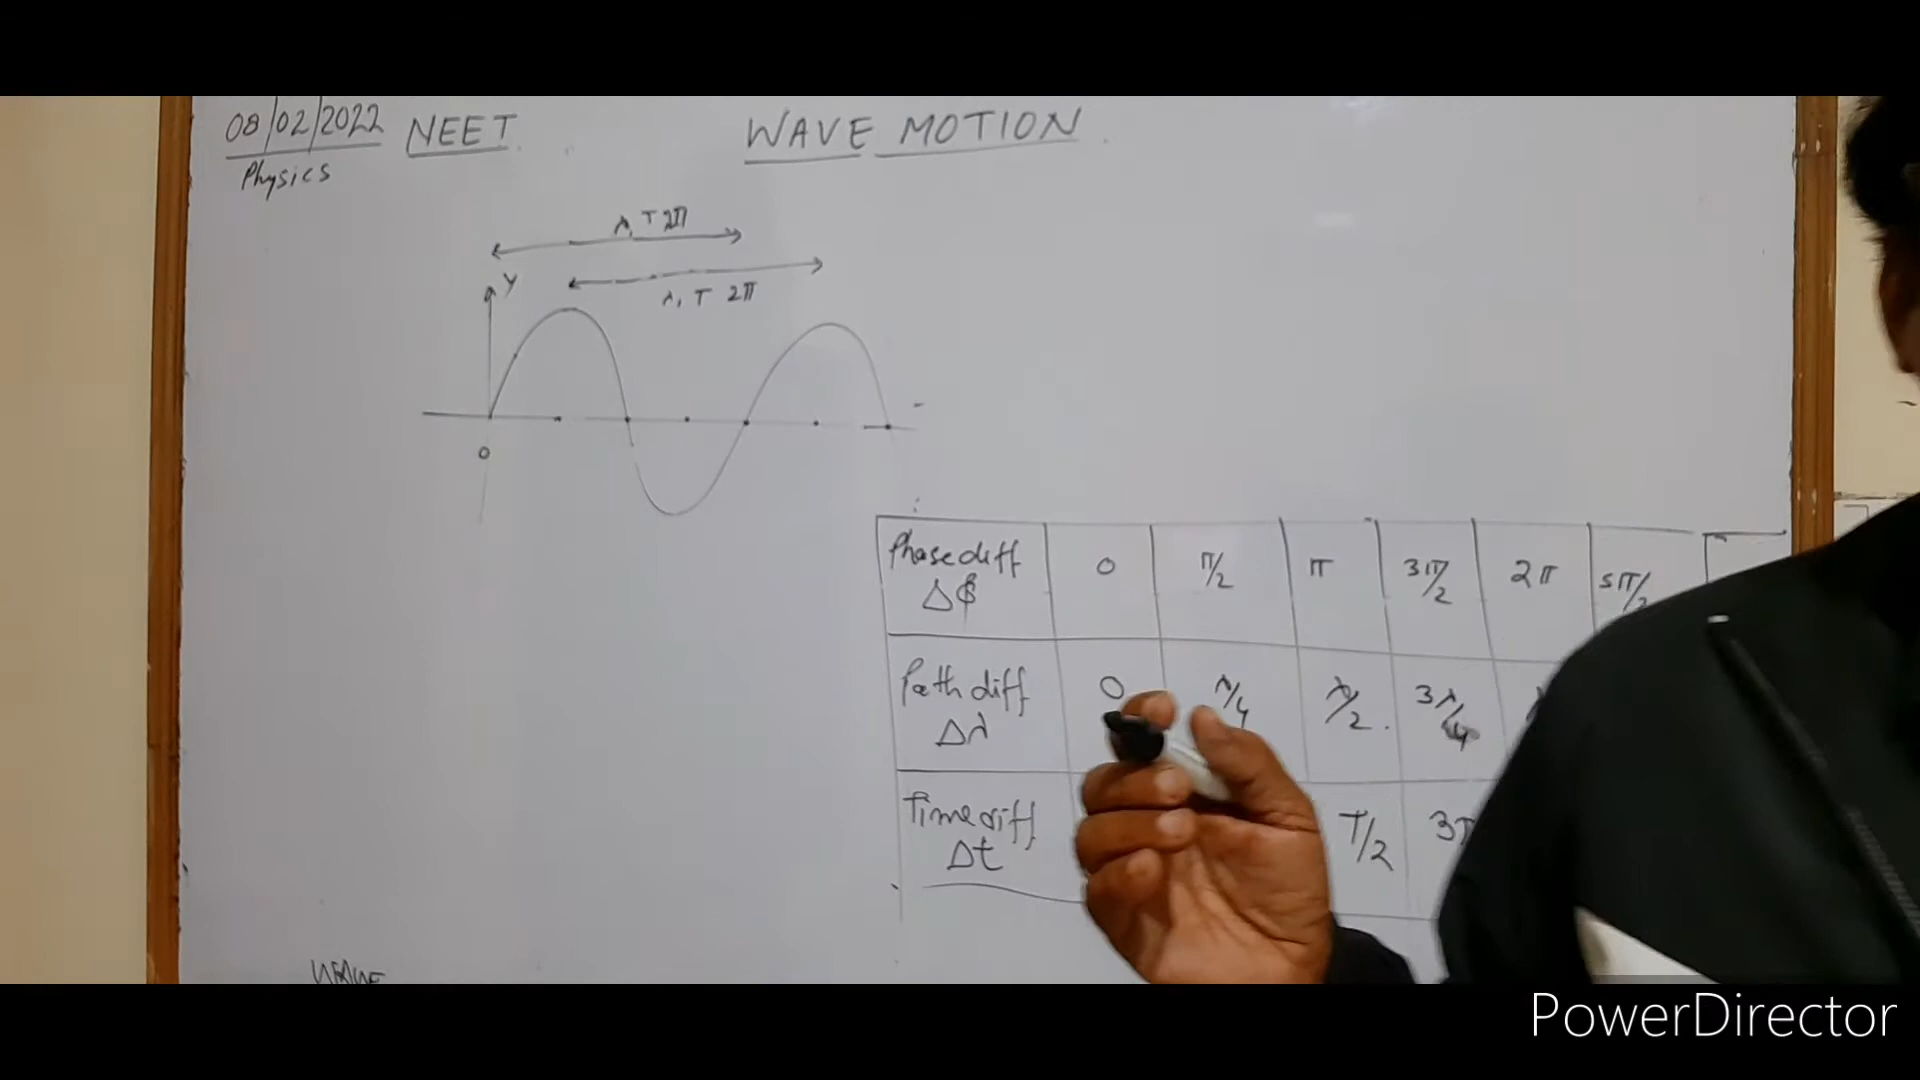 08/02/2022 NEET
WAVE MOTION
Physics
λ, T 2π
λ, T 2π
Y
0
Phase diff 0 π/2 π 3π/2 2π 5π/2
Δϕ
Path diff 0 λ/4 λ/2 3λ/4
Δλ
Time diff T/2 3T
Δt
PowerDirector